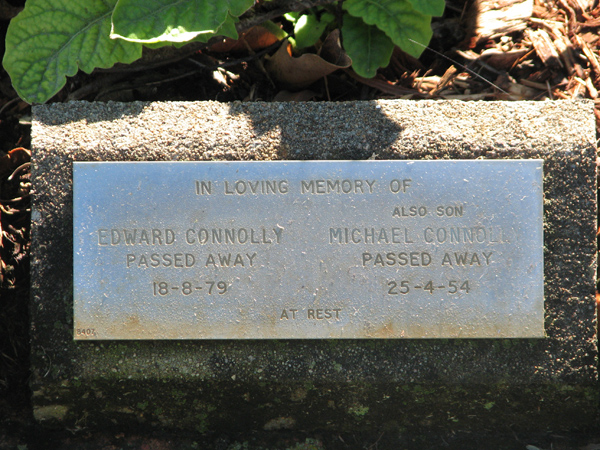 IN LOVING MEMORY OF
ALSO SON
EDWARD CONNOLLY MICHAEL CONNOLL
PASSED AWAY PASSED AWAY
18-8-79 25-4-54
AT REST